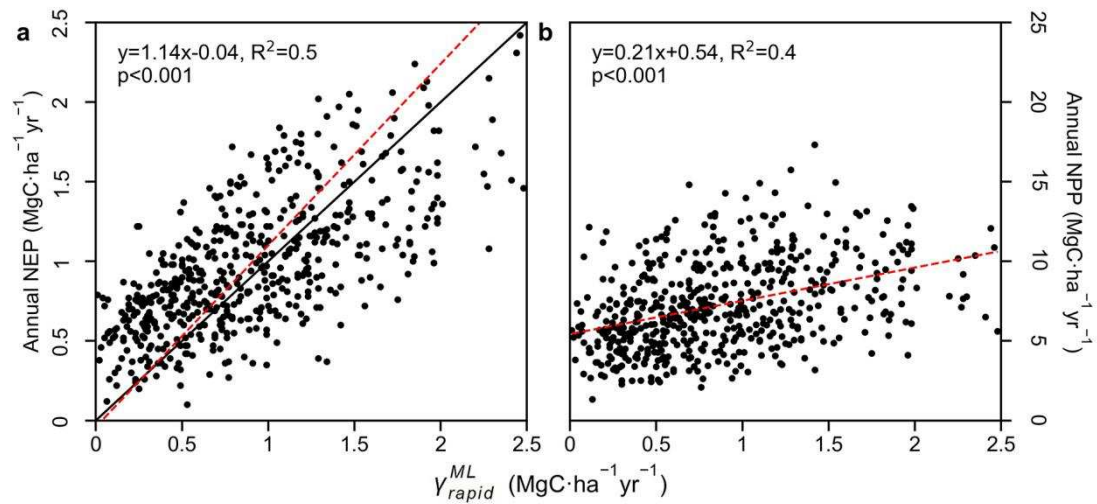 a
y=1.14x-0.04, R²=0.5
p<0.001
Annual NEP (MgC·ha⁻¹yr⁻¹)
2.5
2
1.5
1
0.5
0
0 0.5 1 1.5 2 2.5
b
y=0.21x+0.54, R²=0.4
p<0.001
25
20
15
10
5
0
Annual NPP (MgC·ha⁻¹yr⁻¹)
0 0.5 1 1.5 2 2.5
γ_rapid^ML (MgC·ha⁻¹yr⁻¹)